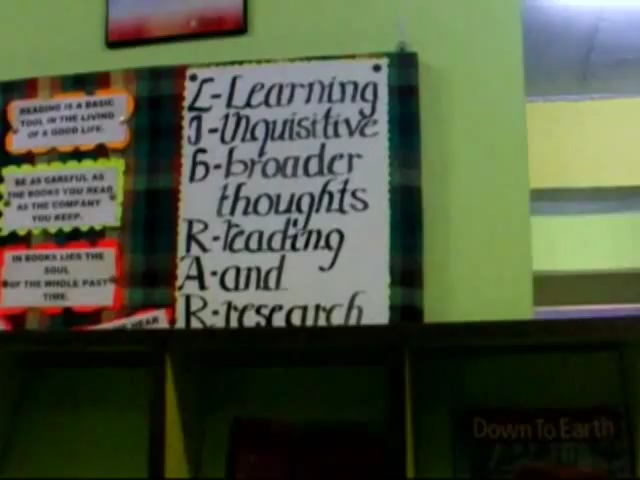 READING IS A BASIC
TOOL IN THE LIVING
OF A GOOD LIFE.
BE AS CAREFUL AS
THE BOOKS YOU READ
AS THE COMPANY
YOU KEEP.
IN BOOKS LIES THE
SOUL
OF THE WHOLE PAST
TIME.
HEAR
L-Learning
I-Inquisitive
B-broader
thoughts
R-reading
A-and
R-research
Down To Earth